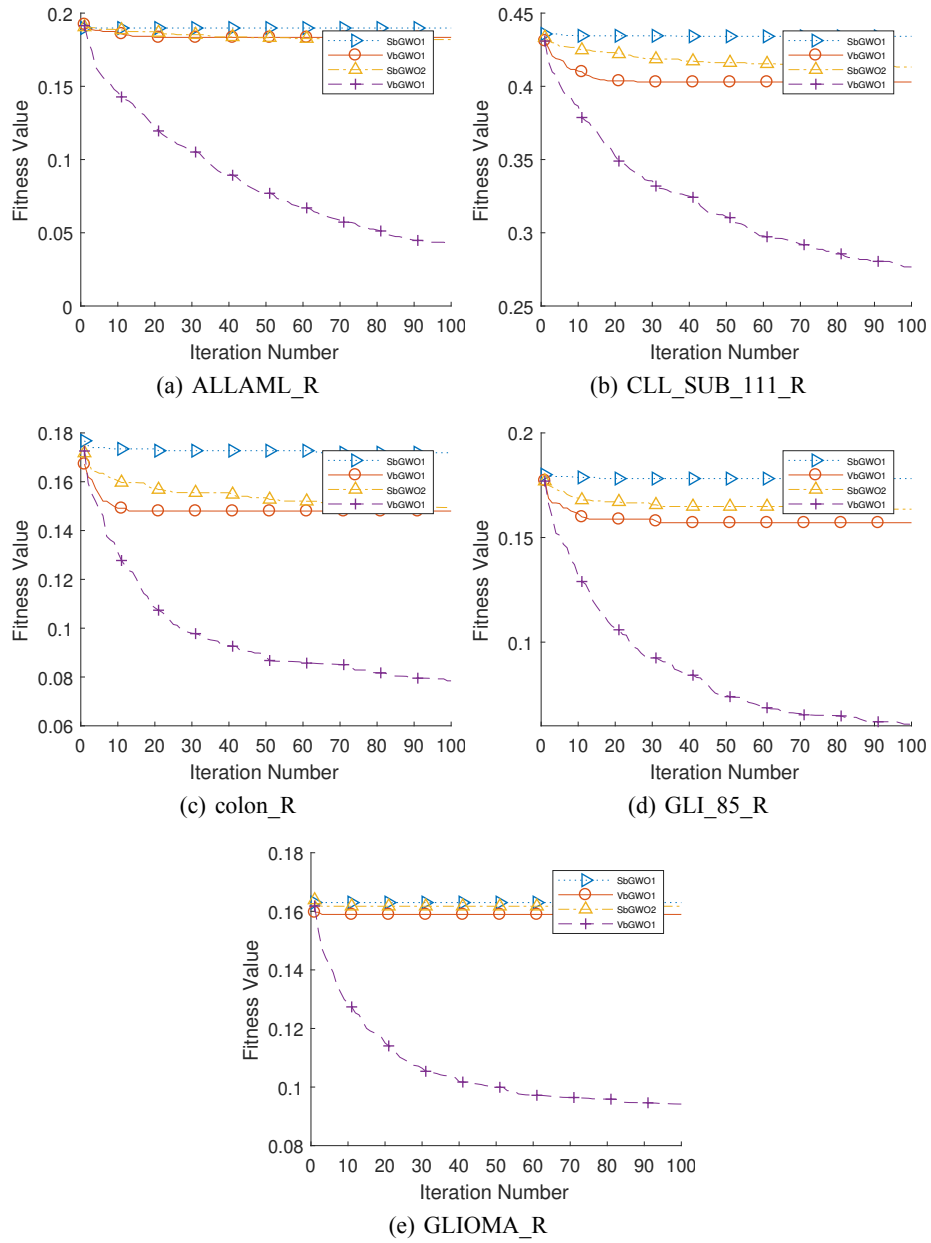 0.2
0.15
0.1
0.05
0
Fitness Value
SbGWO1
VbGWO1
SbGWO2
VbGWO1
0 10 20 30 40 50 60 70 80 90 100
Iteration Number
(a) ALLAML_R
0.45
0.4
0.35
0.3
0.25
Fitness Value
SbGWO1
VbGWO1
SbGWO2
VbGWO1
0 10 20 30 40 50 60 70 80 90 100
Iteration Number
(b) CLL_SUB_111_R
0.18
0.16
0.14
0.12
0.1
0.08
0.06
Fitness Value
SbGWO1
VbGWO1
SbGWO2
VbGWO1
0 10 20 30 40 50 60 70 80 90 100
Iteration Number
(c) colon_R
0.2
0.15
0.1
Fitness Value
SbGWO1
VbGWO1
SbGWO2
VbGWO1
0 10 20 30 40 50 60 70 80 90 100
Iteration Number
(d) GLI_85_R
0.18
0.16
0.14
0.12
0.1
0.08
Fitness Value
SbGWO1
VbGWO1
SbGWO2
VbGWO1
0 10 20 30 40 50 60 70 80 90 100
Iteration Number
(e) GLIOMA_R